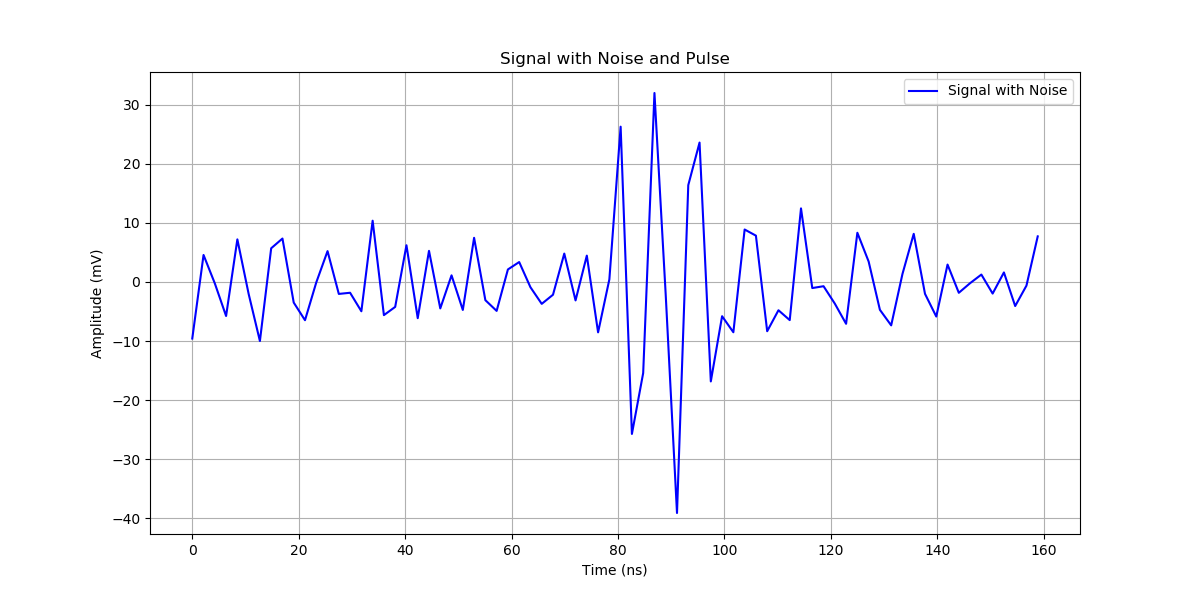 Signal with Noise and Pulse
Signal with Noise
Amplitude (mV)
30
20
10
0
−10
−20
−30
−40
0 20 40 60 80 100 120 140 160
Time (ns)